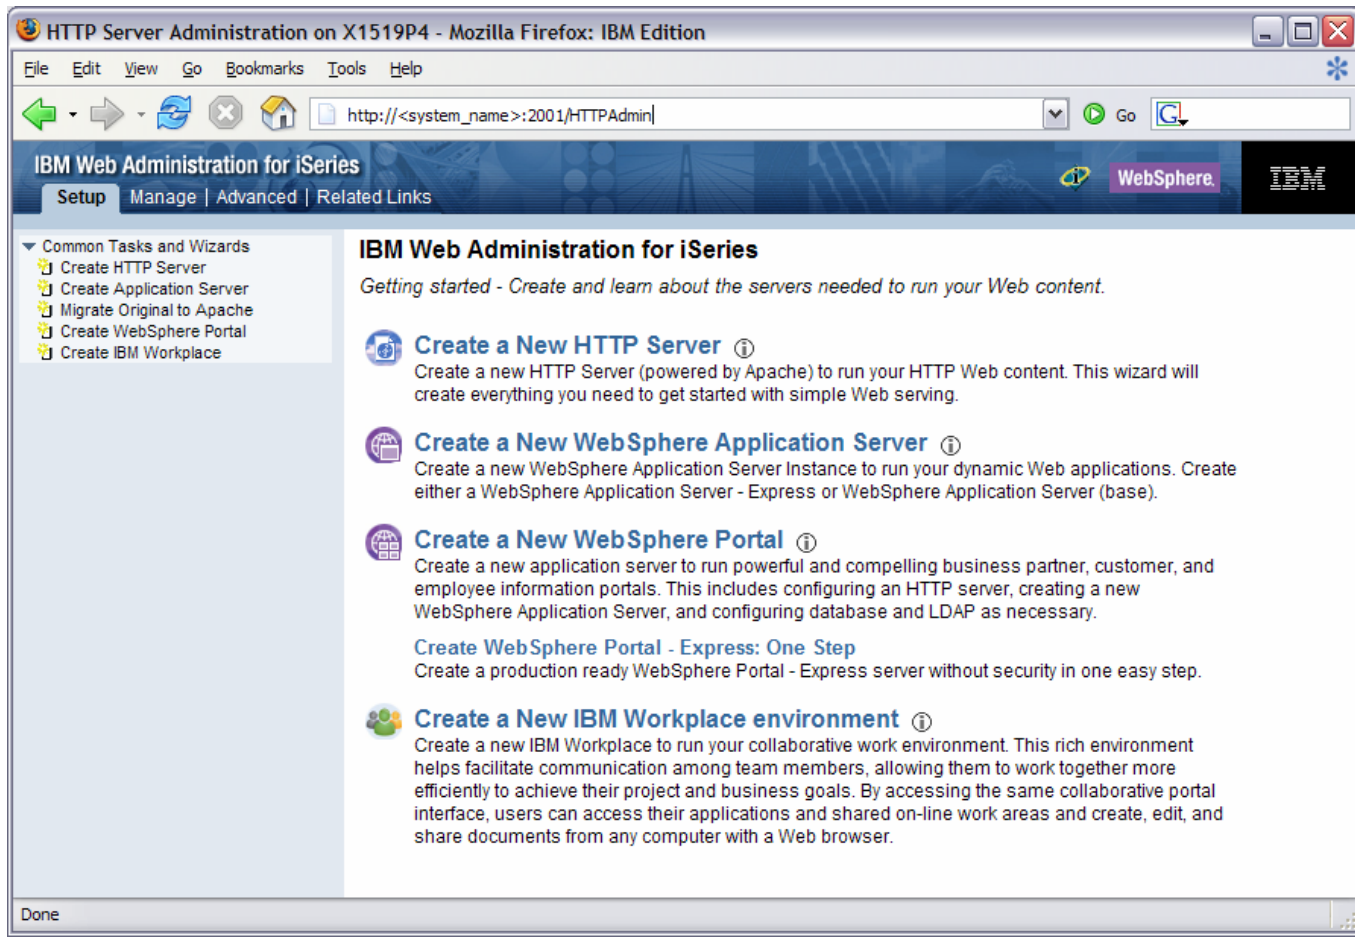 HTTP Server Administration on X1519P4 - Mozilla Firefox: IBM Edition
File Edit View Go Bookmarks Tools Help
http://<system_name>:2001/HTTPAdmin
Go
G
IBM Web Administration for iSeries
WebSphere.
IBM
Setup Manage | Advanced | Related Links
Common Tasks and Wizards
Create HTTP Server
Create Application Server
Migrate Original to Apache
Create WebSphere Portal
Create IBM Workplace
IBM Web Administration for iSeries
Getting started - Create and learn about the servers needed to run your Web content.
Create a New HTTP Server
Create a new HTTP Server (powered by Apache) to run your HTTP Web content. This wizard will
create everything you need to get started with simple Web serving.
Create a New WebSphere Application Server
Create a new WebSphere Application Server Instance to run your dynamic Web applications. Create
either a WebSphere Application Server - Express or WebSphere Application Server (base).
Create a New WebSphere Portal
Create a new application server to run powerful and compelling business partner, customer, and
employee information portals. This includes configuring an HTTP server, creating a new
WebSphere Application Server, and configuring database and LDAP as necessary.
Create WebSphere Portal - Express: One Step
Create a production ready WebSphere Portal - Express server without security in one easy step.
Create a New IBM Workplace environment
Create a new IBM Workplace to run your collaborative work environment. This rich environment
helps facilitate communication among team members, allowing them to work together more
efficiently to achieve their project and business goals. By accessing the same collaborative portal
interface, users can access their applications and shared on-line work areas and create, edit, and
share documents from any computer with a Web browser.
Done